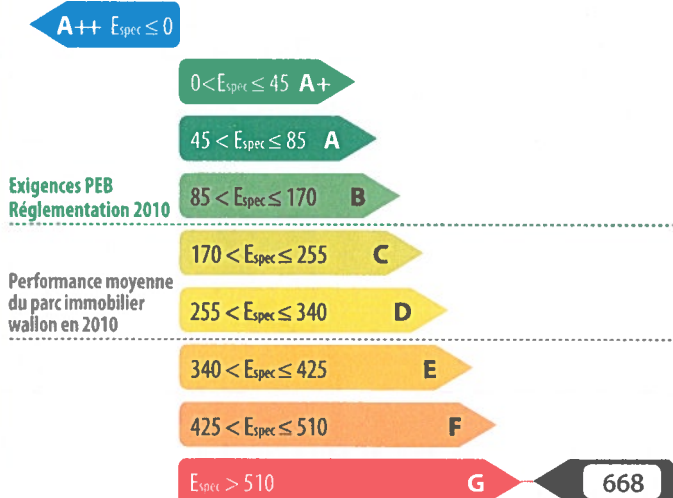 A++ Espec ≤ 0
0 < Espec ≤ 45 A+
45 < Espec ≤ 85 A
Exigences PEB
Réglementation 2010
85 < Espec ≤ 170 B
170 < Espec ≤ 255 C
Performance moyenne
du parc immobilier
wallon en 2010
255 < Espec ≤ 340 D
340 < Espec ≤ 425 E
425 < Espec ≤ 510 F
Espec > 510 G
668